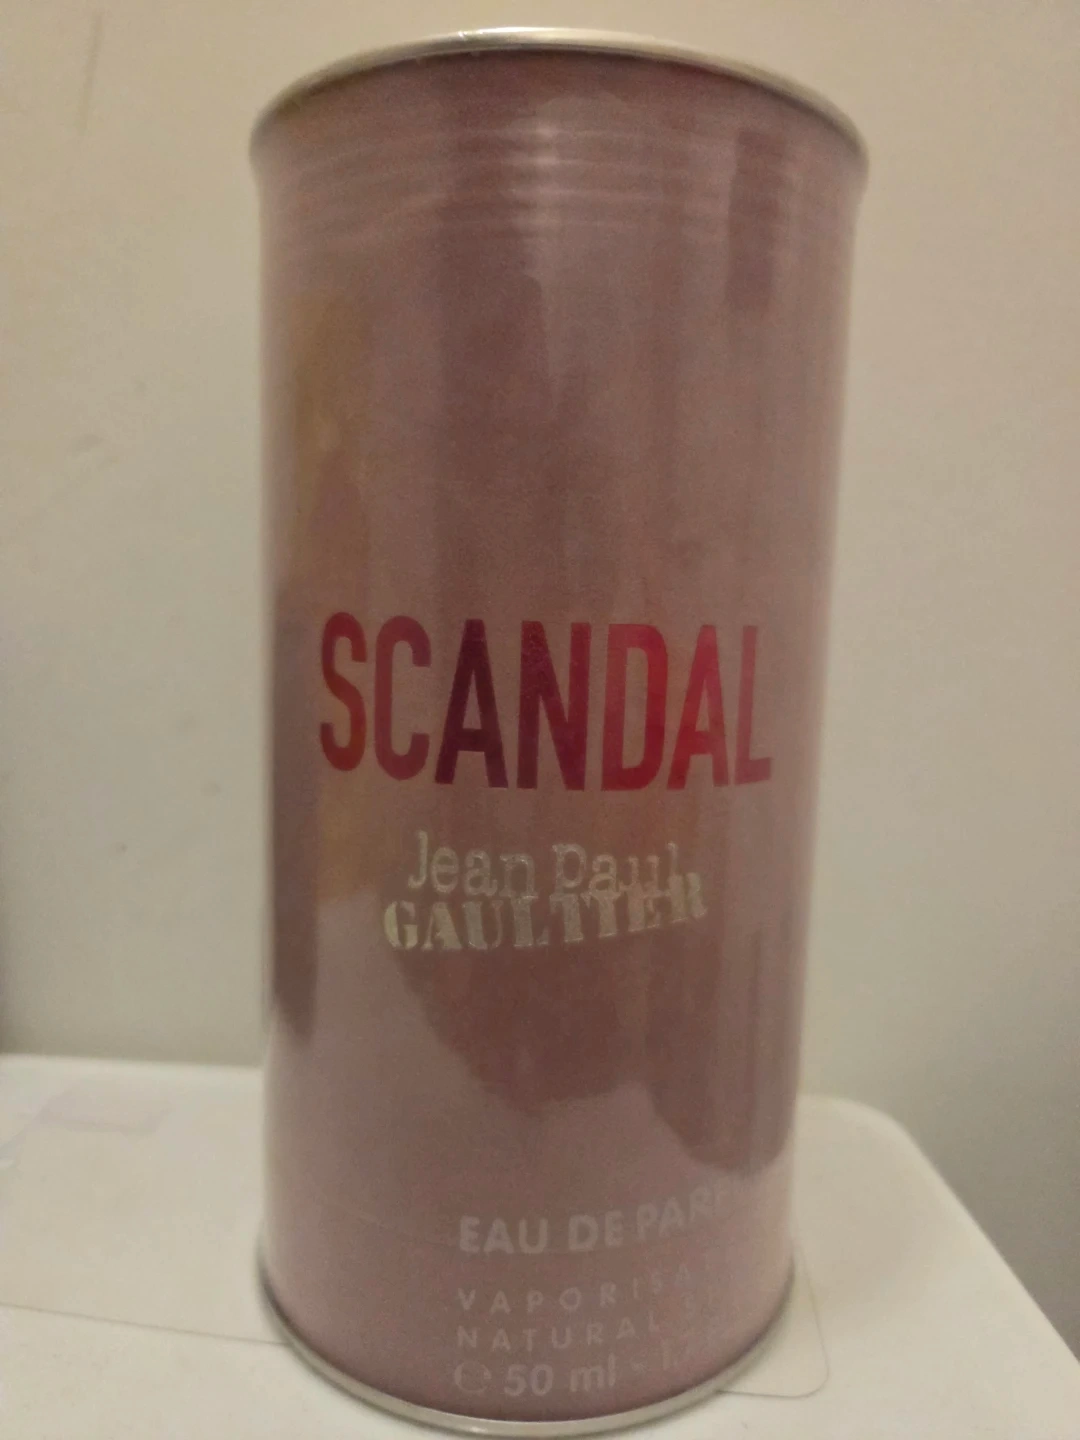 SCANDAL
Jean Paul
GAULTIER
EAU DE
NATURAL
℮ 50 ml -